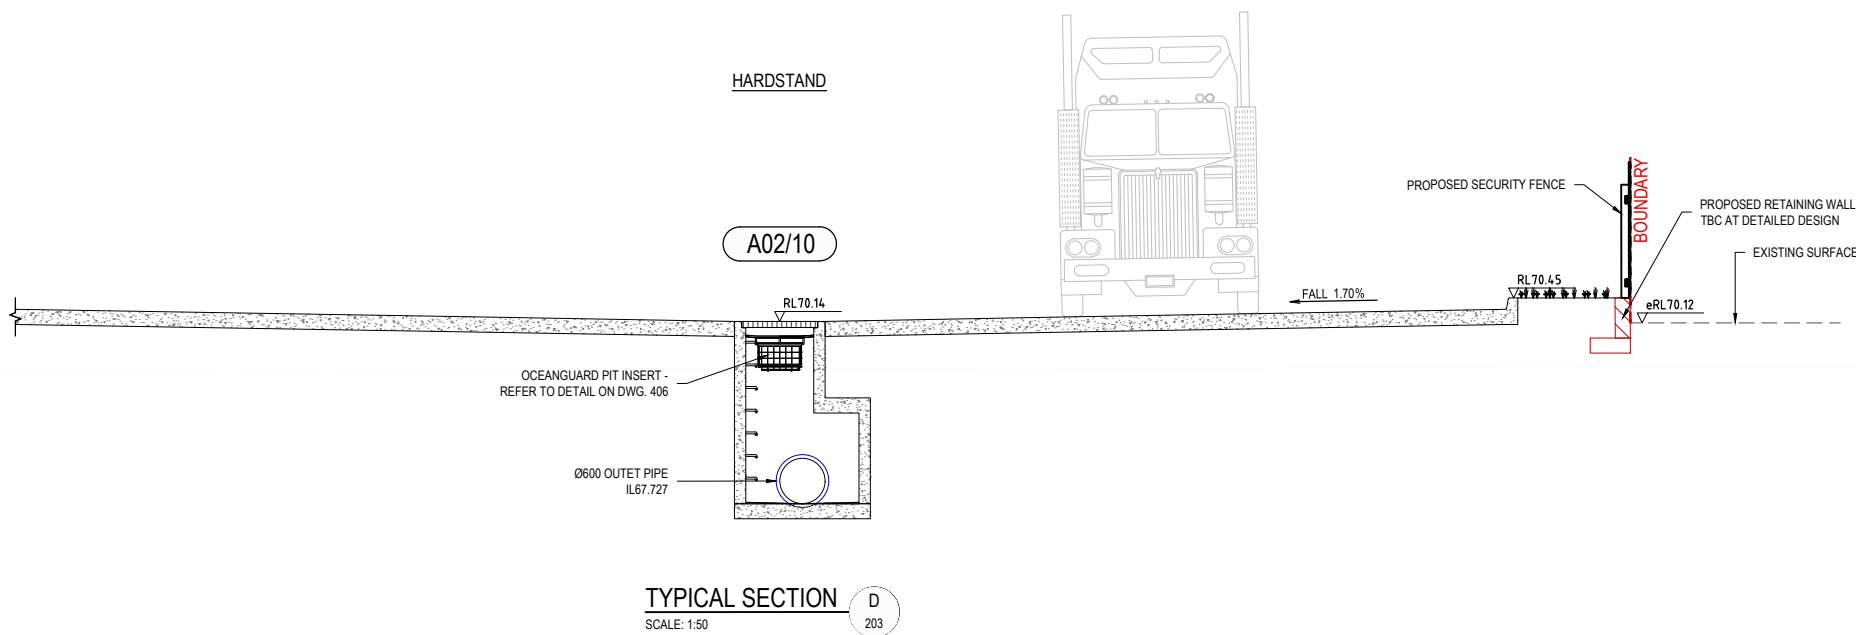 HARDSTAND
A02/10
RL70.14
FALL 1.70%
RL70.45
PROPOSED SECURITY FENCE
BOUNDARY
PROPOSED RETAINING WALL
TBC AT DETAILED DESIGN
EXISTING SURFACE
eRL70.12
OCEANGUARD PIT INSERT -
REFER TO DETAIL ON DWG. 406
Ø600 OUTET PIPE
IL67.727
TYPICAL SECTION
SCALE: 1:50
D
203